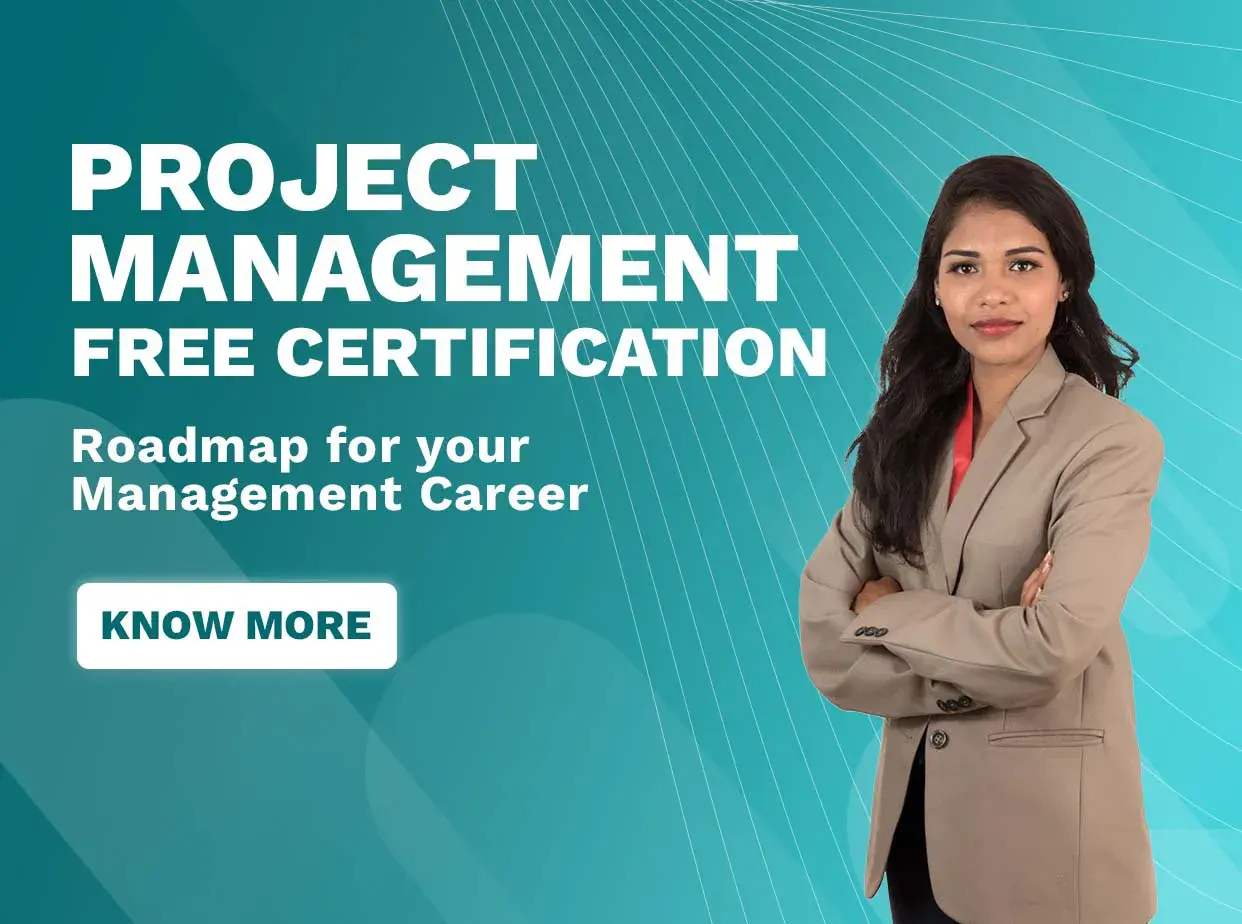 PROJECT
MANAGEMENT
FREE CERTIFICATION
Roadmap for your
Management Career
KNOW MORE